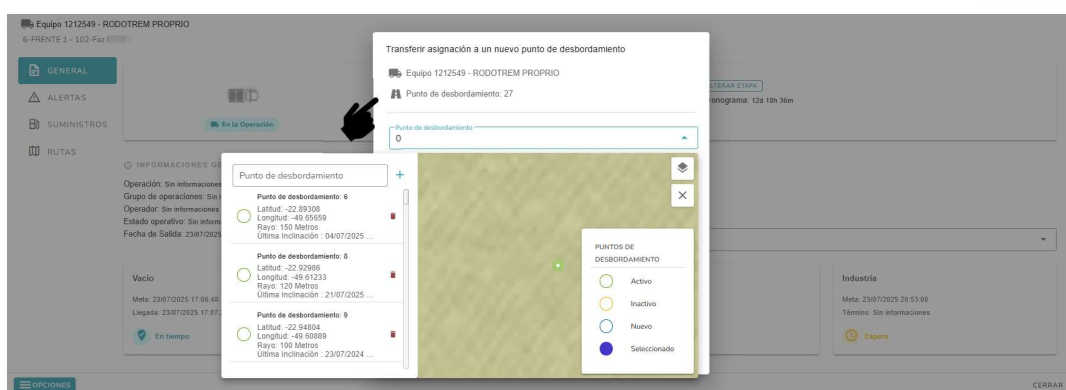 Equipo 1212549 - RODOTREM PROPRIO
6-FRENTE 1 - 102-Faz
GENERAL
ALERTAS
SUMINISTROS
RUTAS
En la Operación
INFORMACIONES GE
Operación: Sin informaciones
Grupo de operaciones: Sin i
Operador: Sin informaciones
Estado operativo: Sin inform
Fecha de Salida: 23/07/2025
Vacío
Meta: 23/07/2025 17:06:48
Llegada: 23/07/2025 17:07:
En tiempo
Transferir asignación a un nuevo punto de desbordamiento
Equipo 1212549 - RODOTREM PROPRIO
Punto de desbordamiento: 27
Punto de desbordamiento
0
Punto de desbordamiento
+
Punto de desbordamiento: 6
Latitud: -22.89308
Longitud: -49.65659
Rayo: 150 Metros
Última Inclinación : 04/07/2025 ...
Punto de desbordamiento: 8
Latitud: -22.92986
Longitud: -49.61233
Rayo: 120 Metros
Última Inclinación : 21/07/2025 ...
Punto de desbordamiento: 9
Latitud: -22.94804
Longitud: -49.60889
Rayo: 100 Metros
Última Inclinación : 23/07/2024 ...
PUNTOS DE
DESBORDAMIENTO
Activo
Inactivo
Nuevo
Seleccionado
LTERAR ETAPA
ronograma: 12d 18h 36m
Industria
Meta: 23/07/2025 20:53:00
Término: Sin informaciones
Espera
OPCIONES
CERRAR